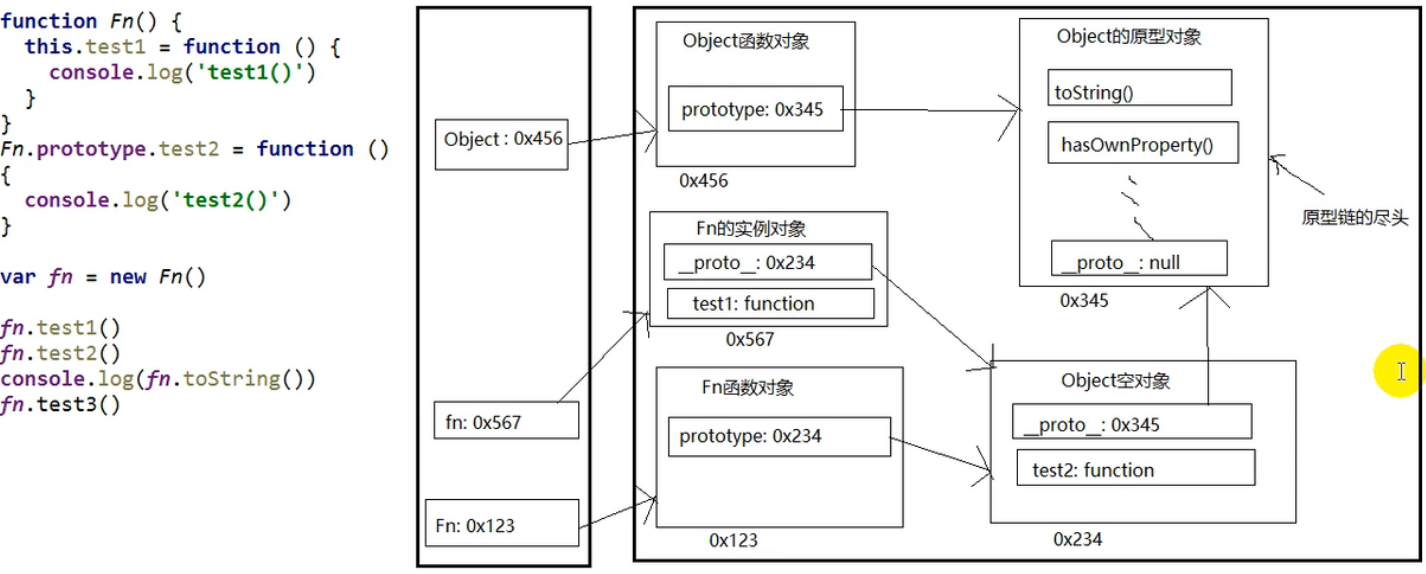 function Fn() {
this.test1 = function () {
console.log('test1()')
}
}
Fn.prototype.test2 = function ()
{
console.log('test2()')
}
var fn = new Fn()
fn.test1()
fn.test2()
console.log(fn.toString())
fn.test3()
Object : 0x456
fn: 0x567
Fn: 0x123
Object函数对象
prototype: 0x345
0x456
Fn的实例对象
__proto__: 0x234
test1: function
0x567
Fn函数对象
prototype: 0x234
0x123
Object的原型对象
toString()
hasOwnProperty()
__proto__: null
0x345
原型链的尽头
Object空对象
__proto__: 0x345
test2: function
0x234